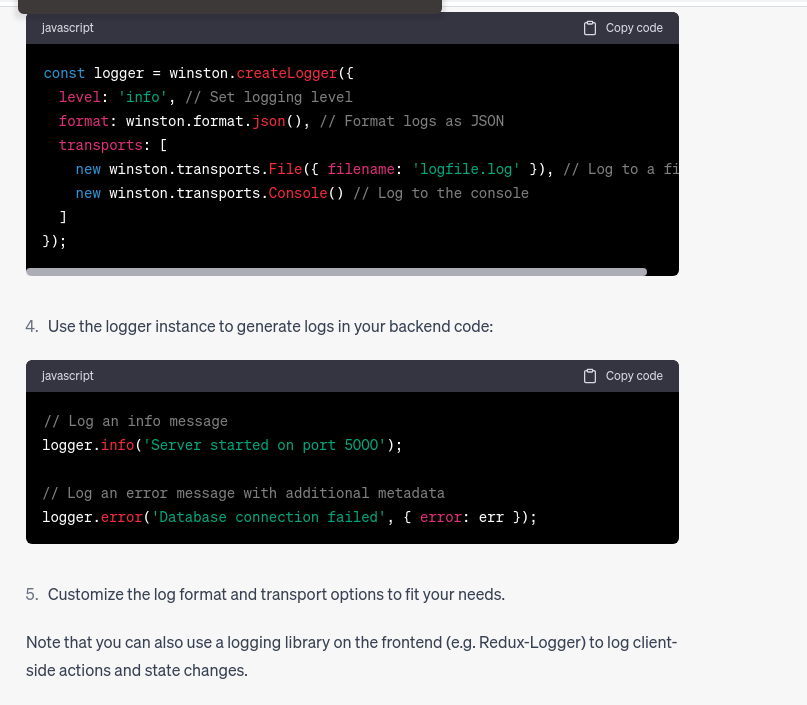 javascript
Copy code
const logger = winston.createLogger({
  level: 'info', // Set logging level
  format: winston.format.json(), // Format logs as JSON
  transports: [
    new winston.transports.File({ filename: 'logfile.log' }), // Log to a fi
    new winston.transports.Console() // Log to the console
  ]
});
4. Use the logger instance to generate logs in your backend code:
javascript
Copy code
// Log an info message
logger.info('Server started on port 5000');
// Log an error message with additional metadata
logger.error('Database connection failed', { error: err });
5. Customize the log format and transport options to fit your needs.
Note that you can also use a logging library on the frontend (e.g. Redux-Logger) to log client-
side actions and state changes.